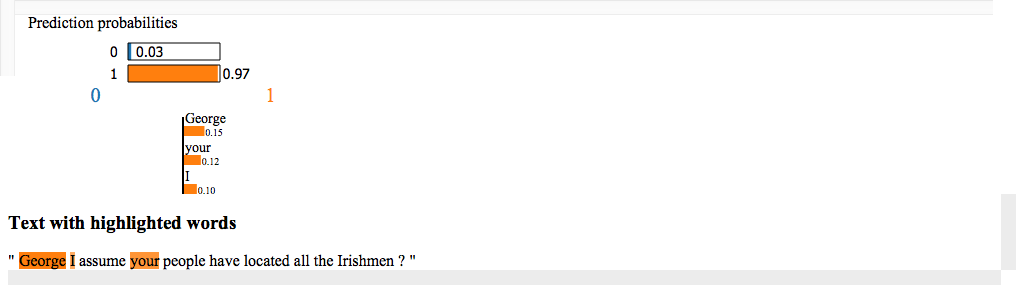 Prediction probabilities
0 0.03
1 0.97
0 1
George
0.15
your
0.12
I
0.10
Text with highlighted words
" George I assume your people have located all the Irishmen ? "